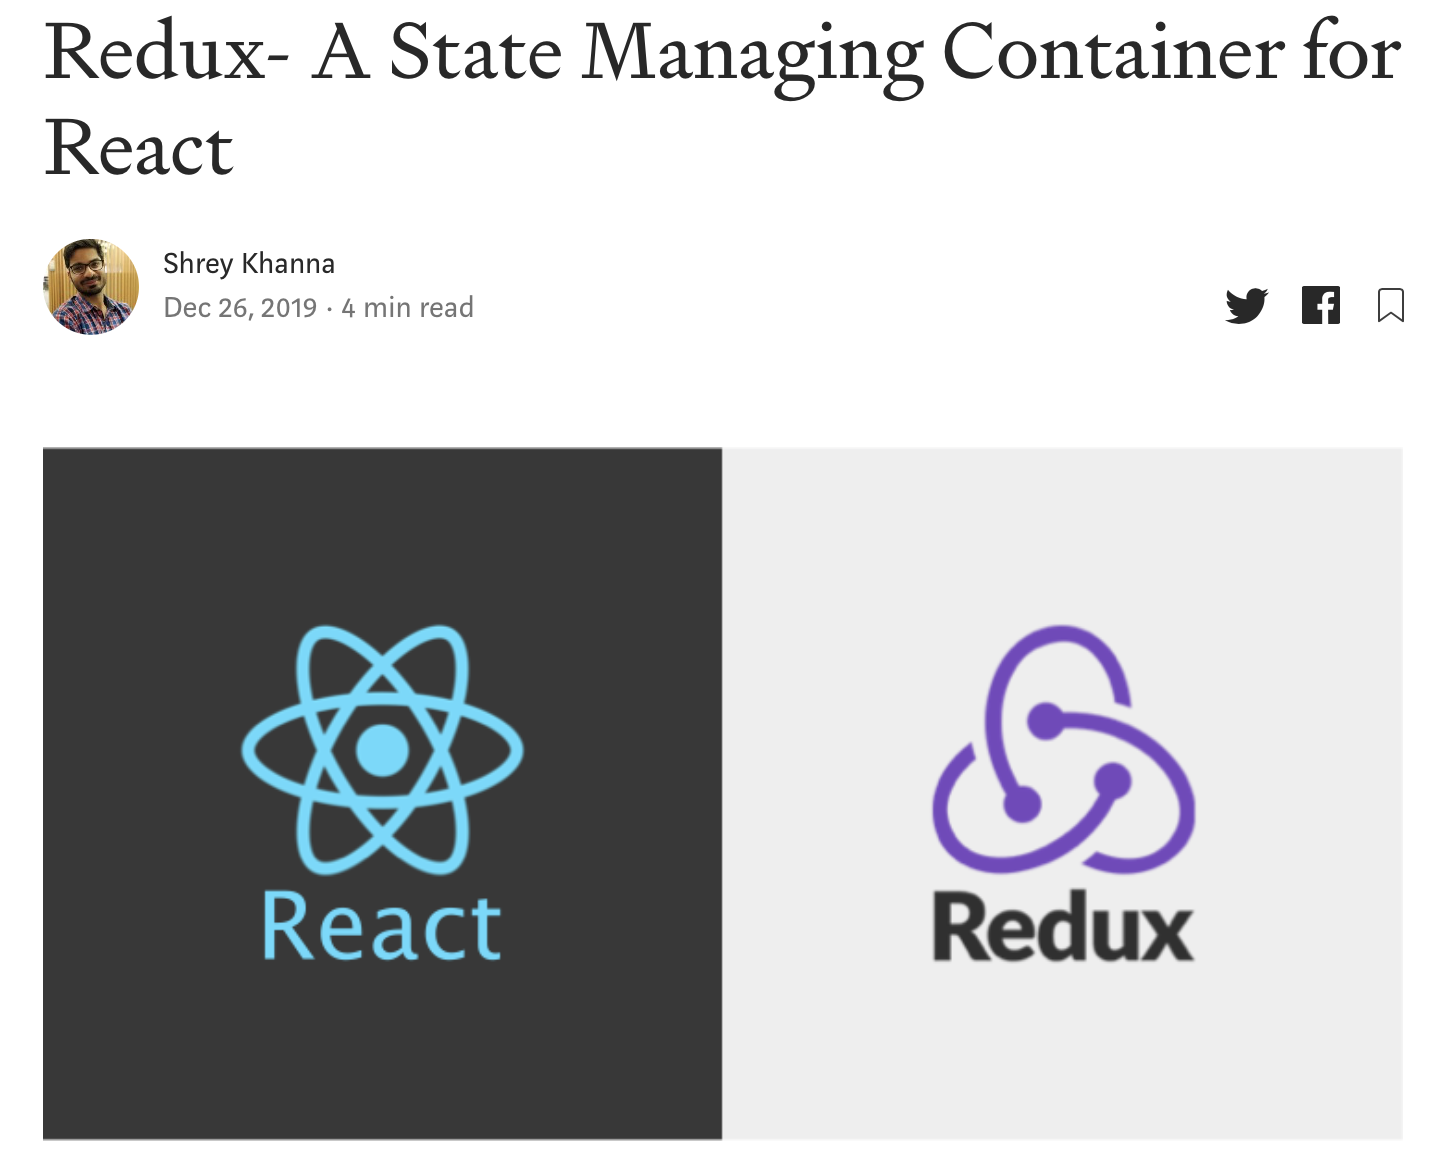 Redux- A State Managing Container for
React
Shrey Khanna
Dec 26, 2019 · 4 min read
React
Redux